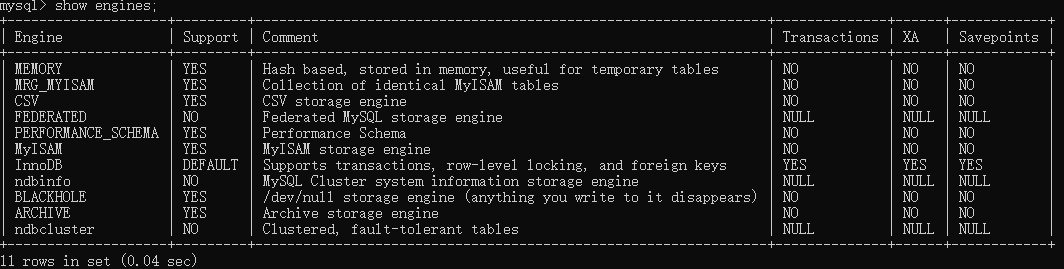 mysql> show engines;
+--------------------+---------+----------------------------------------------------------------+--------------+------+------------+
| Engine             | Support | Comment                                                        | Transactions | XA   | Savepoints |
+--------------------+---------+----------------------------------------------------------------+--------------+------+------------+
| MEMORY             | YES     | Hash based, stored in memory, useful for temporary tables      | NO           | NO   | NO         |
| MRG_MYISAM         | YES     | Collection of identical MyISAM tables                          | NO           | NO   | NO         |
| CSV                | YES     | CSV storage engine                                             | NO           | NO   | NO         |
| FEDERATED          | NO      | Federated MySQL storage engine                                 | NULL         | NULL | NULL       |
| PERFORMANCE_SCHEMA | YES     | Performance Schema                                             | NO           | NO   | NO         |
| MyISAM             | YES     | MyISAM storage engine                                          | NO           | NO   | NO         |
| InnoDB             | DEFAULT | Supports transactions, row-level locking, and foreign keys     | YES          | YES  | YES        |
| ndbinfo            | NO      | MySQL Cluster system information storage engine                | NULL         | NULL | NULL       |
| BLACKHOLE          | YES     | /dev/null storage engine (anything you write to it disappears) | NO           | NO   | NO         |
| ARCHIVE            | YES     | Archive storage engine                                         | NO           | NO   | NO         |
| ndbcluster         | NO      | Clustered, fault-tolerant tables                               | NULL         | NULL | NULL       |
+--------------------+---------+----------------------------------------------------------------+--------------+------+------------+
11 rows in set (0.04 sec)